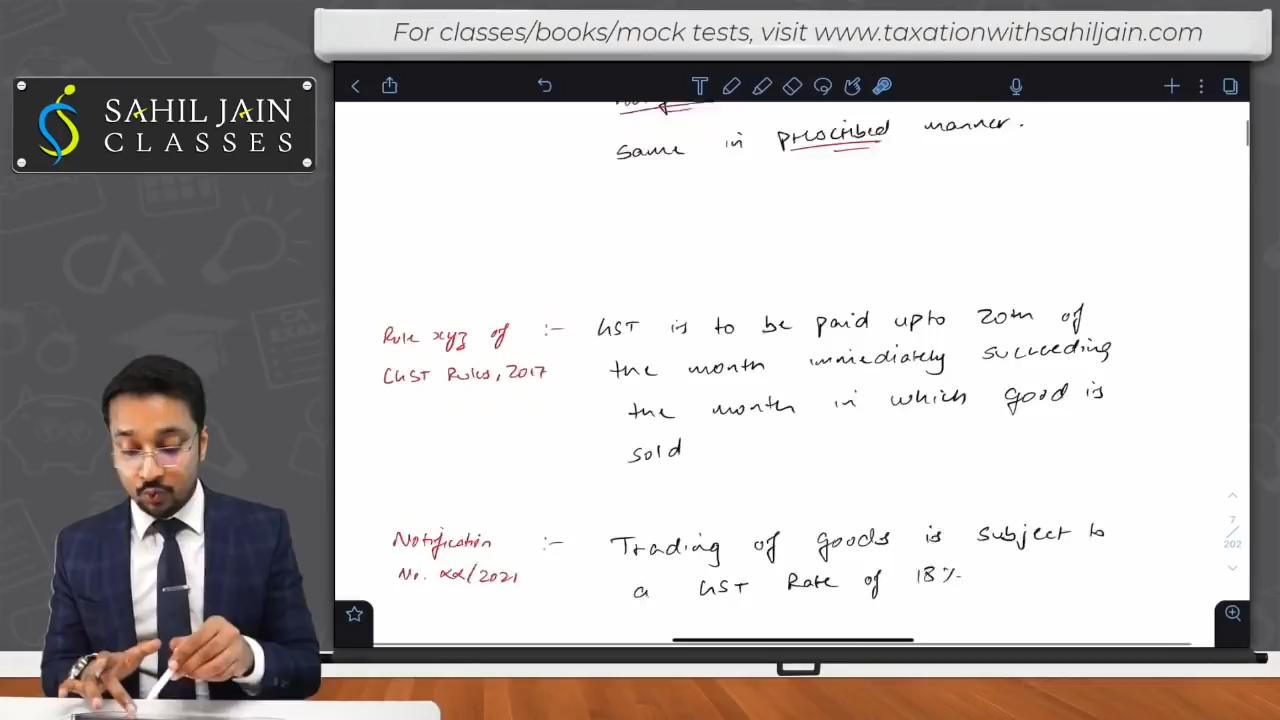 For classes/books/mock tests, visit www.taxationwithsahiljain.com
SAHIL JAIN
CLASSES
same in prescribed manner.
Rule xyz of :- GST is to be paid upto 20th of
CGST Rules, 2017 the month immediately succeeding
the month in which good is
sold
Notification :- Trading of goods is subject to
No. xx/2021 a GST Rate of 18%
7
202